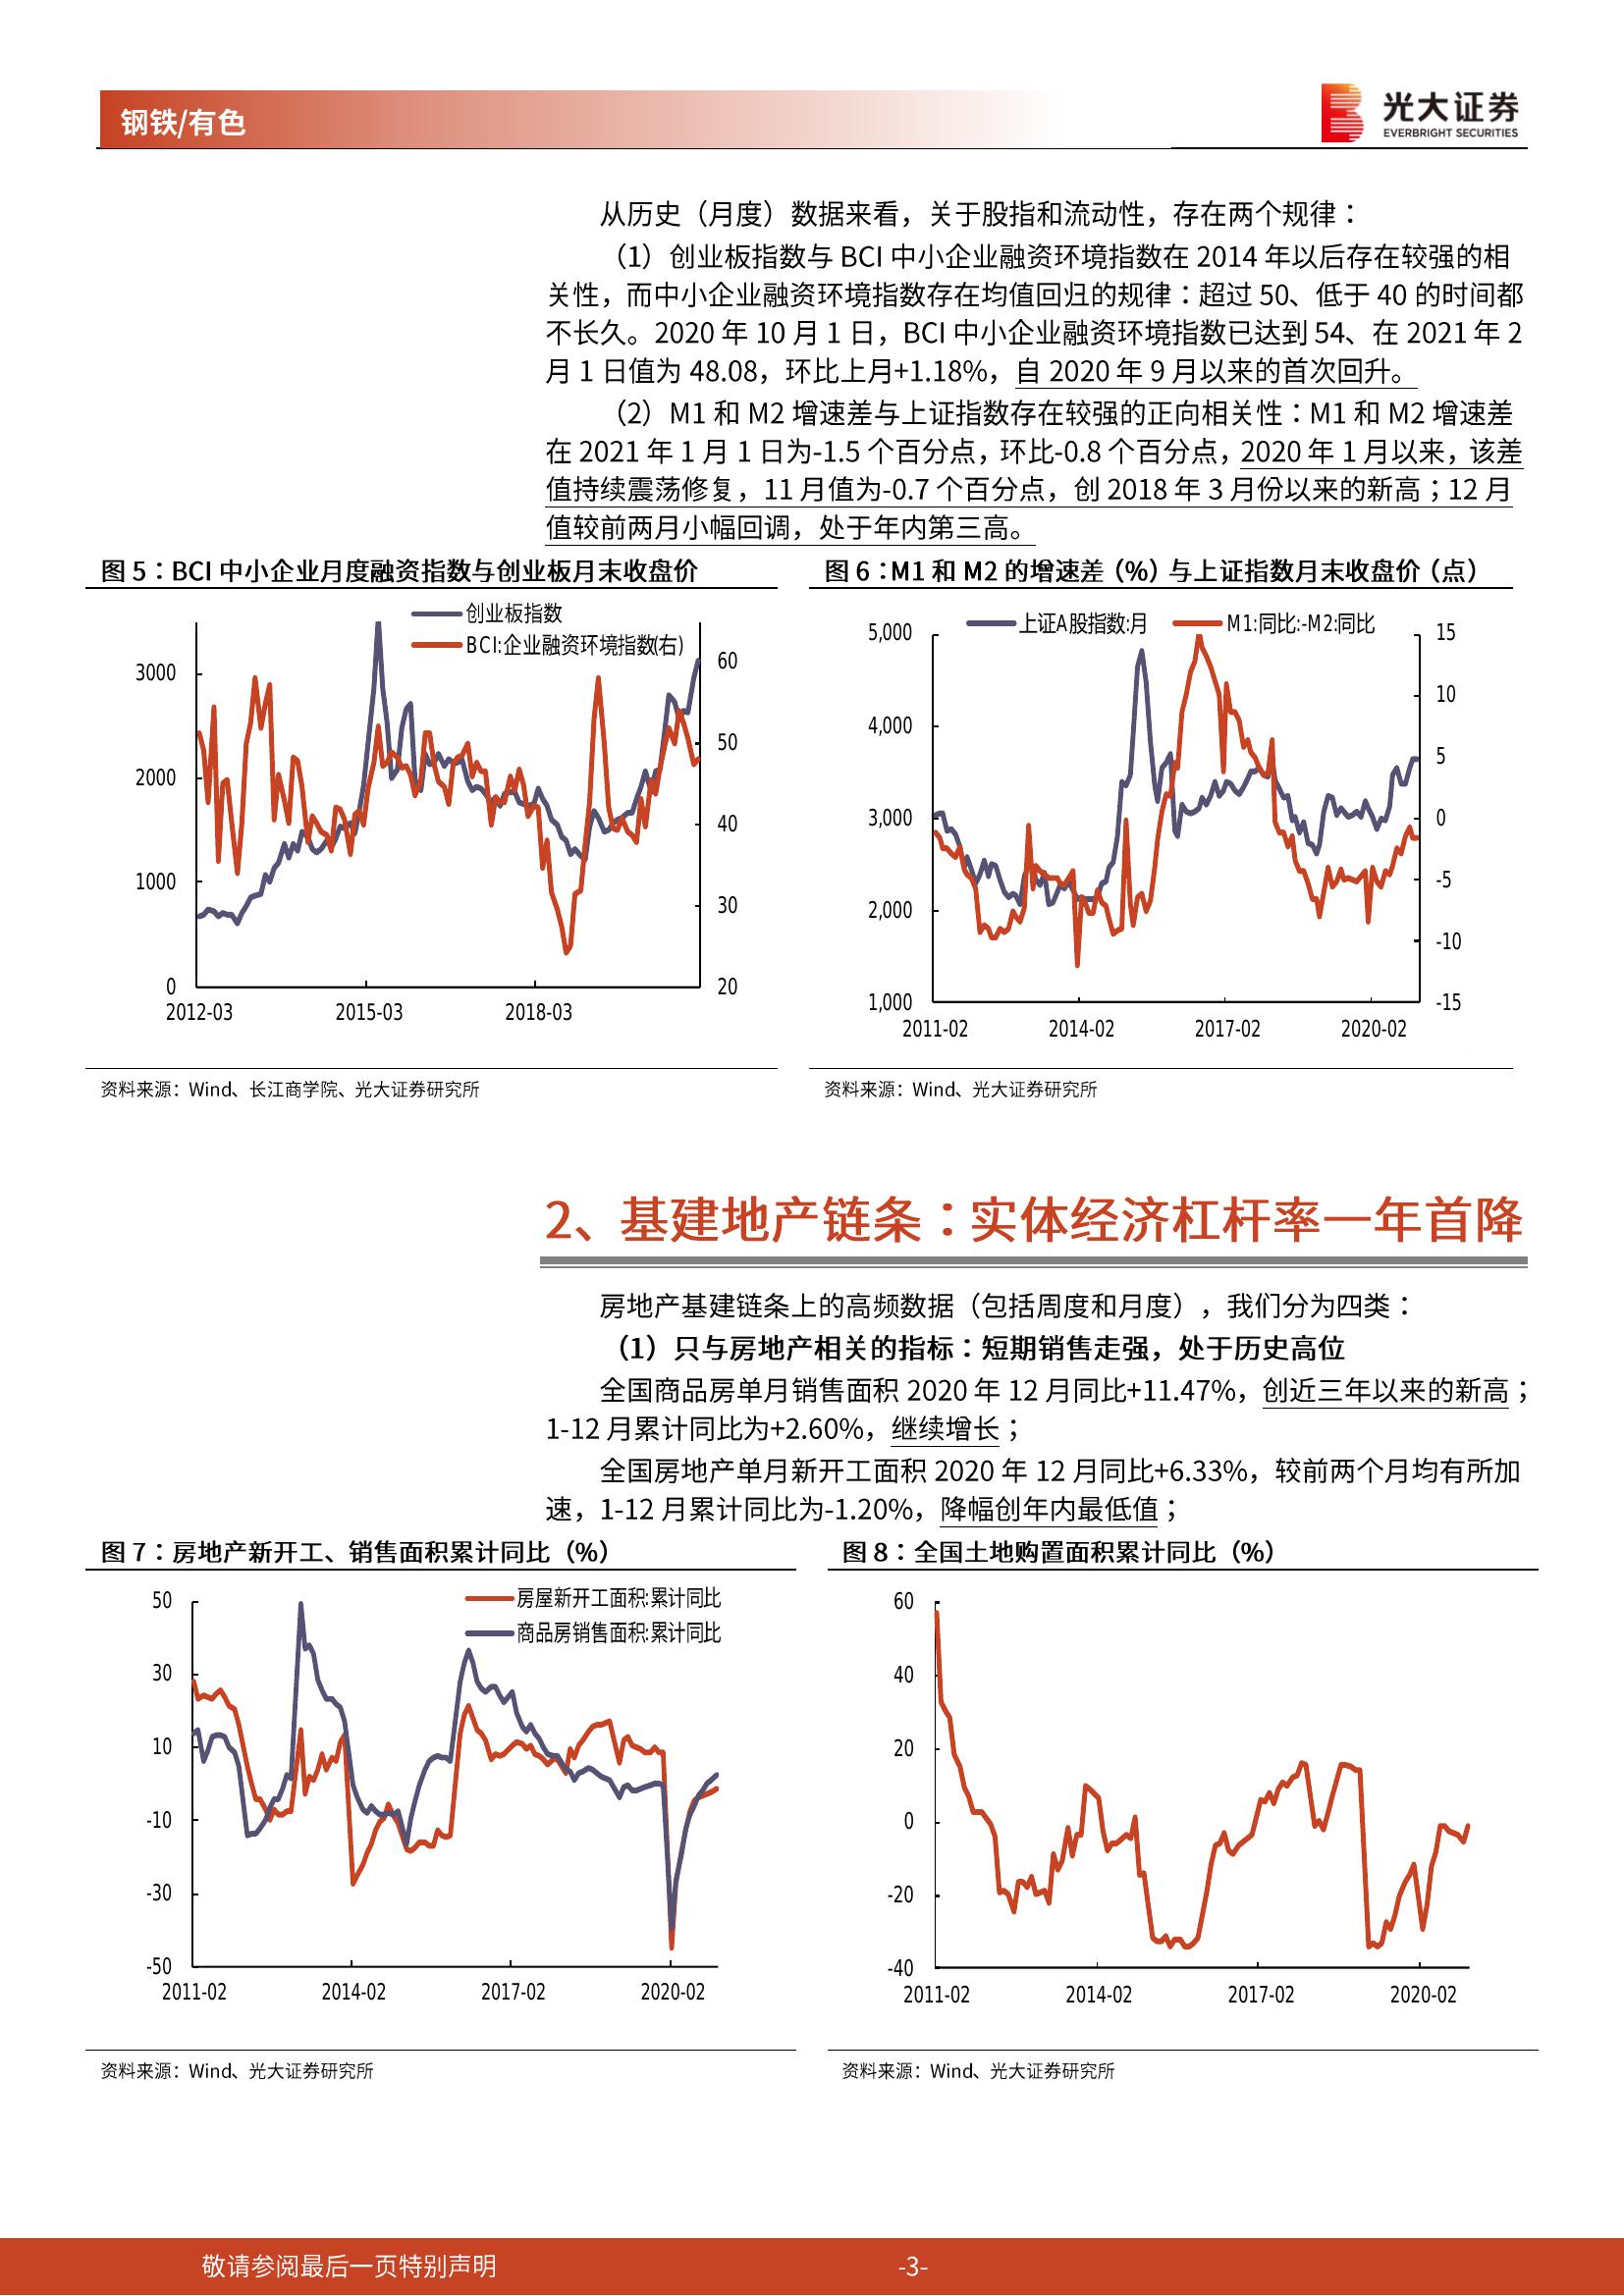 钢铁/有色
光大证券
EVERBRIGHT SECURITIES
从历史（月度）数据来看，关于股指和流动性，存在两个规律：
（1）创业板指数与 BCI 中小企业融资环境指数在 2014 年以后存在较强的相
关性，而中小企业融资环境指数存在均值回归的规律：超过 50、低于 40 的时间都
不长久。2020 年 10 月 1 日，BCI 中小企业融资环境指数已达到 54、在 2021 年 2
月 1 日值为 48.08，环比上月+1.18%，自 2020 年 9 月以来的首次回升。
（2）M1 和 M2 增速差与上证指数存在较强的正向相关性：M1 和 M2 增速差
在 2021 年 1 月 1 日为-1.5 个百分点，环比-0.8 个百分点，2020 年 1 月以来，该差
值持续震荡修复，11 月值为-0.7 个百分点，创 2018 年 3 月份以来的新高；12 月
值较前两月小幅回调，处于年内第三高。
图 5：BCI 中小企业月度融资指数与创业板月末收盘价
创业板指数
BCI:企业融资环境指数(右)
3000
2000
1000
0
60
50
40
30
20
2012-03 2015-03 2018-03
资料来源：Wind、长江商学院、光大证券研究所
图 6：M1 和 M2 的增速差（%）与上证指数月末收盘价（点）
上证A股指数:月 M1:同比:-M2:同比
5,000
4,000
3,000
2,000
1,000
15
10
5
0
-5
-10
-15
2011-02 2014-02 2017-02 2020-02
资料来源：Wind、光大证券研究所
2、基建地产链条：实体经济杠杆率一年首降
房地产基建链条上的高频数据（包括周度和月度），我们分为四类：
（1）只与房地产相关的指标：短期销售走强，处于历史高位
全国商品房单月销售面积 2020 年 12 月同比+11.47%，创近三年以来的新高；
1-12 月累计同比为+2.60%，继续增长；
全国房地产单月新开工面积 2020 年 12 月同比+6.33%，较前两个月均有所加
速，1-12 月累计同比为-1.20%，降幅创年内最低值；
图 7：房地产新开工、销售面积累计同比（%）
房屋新开工面积:累计同比
商品房销售面积:累计同比
50
30
10
-10
-30
-50
2011-02 2014-02 2017-02 2020-02
资料来源：Wind、光大证券研究所
图 8：全国土地购置面积累计同比（%）
60
40
20
0
-20
-40
2011-02 2014-02 2017-02 2020-02
资料来源：Wind、光大证券研究所
敬请参阅最后一页特别声明
-3-